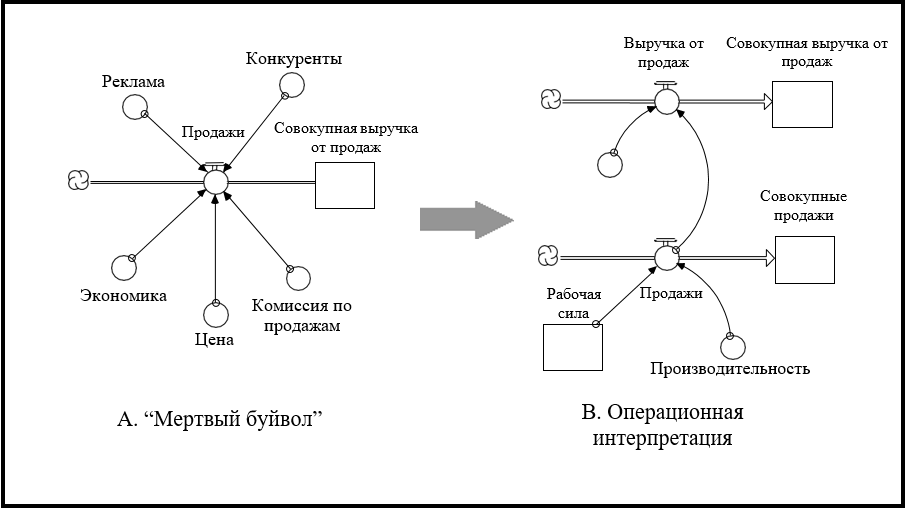 Конкуренты
Реклама
Продажи
Совокупная выручка
от продаж
Экономика
Комиссия по
продажам
Цена
А. “Мертвый буйвол”
Выручка от
продаж
Совокупная выручка от
продаж
Совокупные
продажи
Рабочая
сила
Продажи
Производительность
В. Операционная
интерпретация